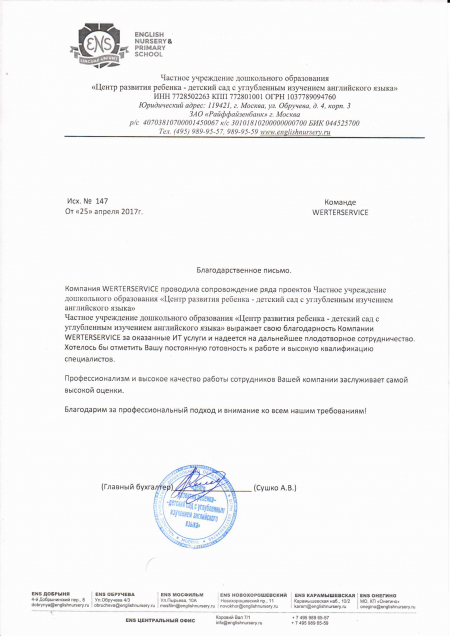 ENGLISH
NURSERY&
PRIMARY
SCHOOL
ENS
Частное учреждение дошкольного образования
«Центр развития ребенка - детский сад с углубленным изучением английского языка»
ИНН 7728502263 КПП 772801001 ОГРН 1037789094760
Юридический адрес: 119421, г. Москва, ул. Обручева, д. 4, корп. 3
ЗАО «Райффайзенбанк» г. Москва
р/с 40703810700001450067 к/с 30101810200000000700 БИК 044525700
Тел. (495) 989-95-57, 989-95-59 www.englishnursery.ru
Исх. № 147
От «25» апреля 2017г.
Команде
WERTERSERVICE
Благодарственное письмо.
Компания WERTERSERVICE проводила сопровождение ряда проектов Частное учреждение
дошкольного образования «Центр развития ребенка - детский сад с углубленным изучением
английского языка»
Частное учреждение дошкольного образования «Центр развития ребенка - детский сад с
углубленным изучением английского языка» выражает свою благодарность Компании
WERTERSERVICE за оказанные ИТ услуги и надеется на дальнейшее плодотворное сотрудничество.
Хотелось бы отметить Вашу постоянную готовность к работе и высокую квалификацию
специалистов.
Профессионализм и высокое качество работы сотрудников Вашей компании заслуживает самой
высокой оценки.
Благодарим за профессиональный подход и внимание ко всем нашим требованиям!
(Главный бухгалтер) (Сушко А.В.)
ребенка-
детский сад с углубленным
изучением английского
языка»
ENS ДОБРЫНЯ
4-й Добрынинский пер., 8
dobrynya@englishnursery.ru
ENS ОБРУЧЕВА
Ул.Обручева 4/3
obrucheva@englishnursery.ru
ENS МОСФИЛЬМ
Ул.Пырьева, 10А
mosfilm@englishnursery.ru
ENS НОВОХОРОШЕВСКИЙ
Новохорошевский пр., 11
novokhor@englishnursery.ru
ENS КАРАМЫШЕВСКАЯ
Карамышевская наб., 10/2
karam@englishnursery.ru
ENS ОНЕГИНО
МО, КП «Онегино»
onegino@englishnursery.ru
ENS ЦЕНТРАЛЬНЫЙ ОФИС
Коровий Вал 7/1
info@englishnursery.ru
+ 7 495 989-95-57
+ 7 495 989-95-59